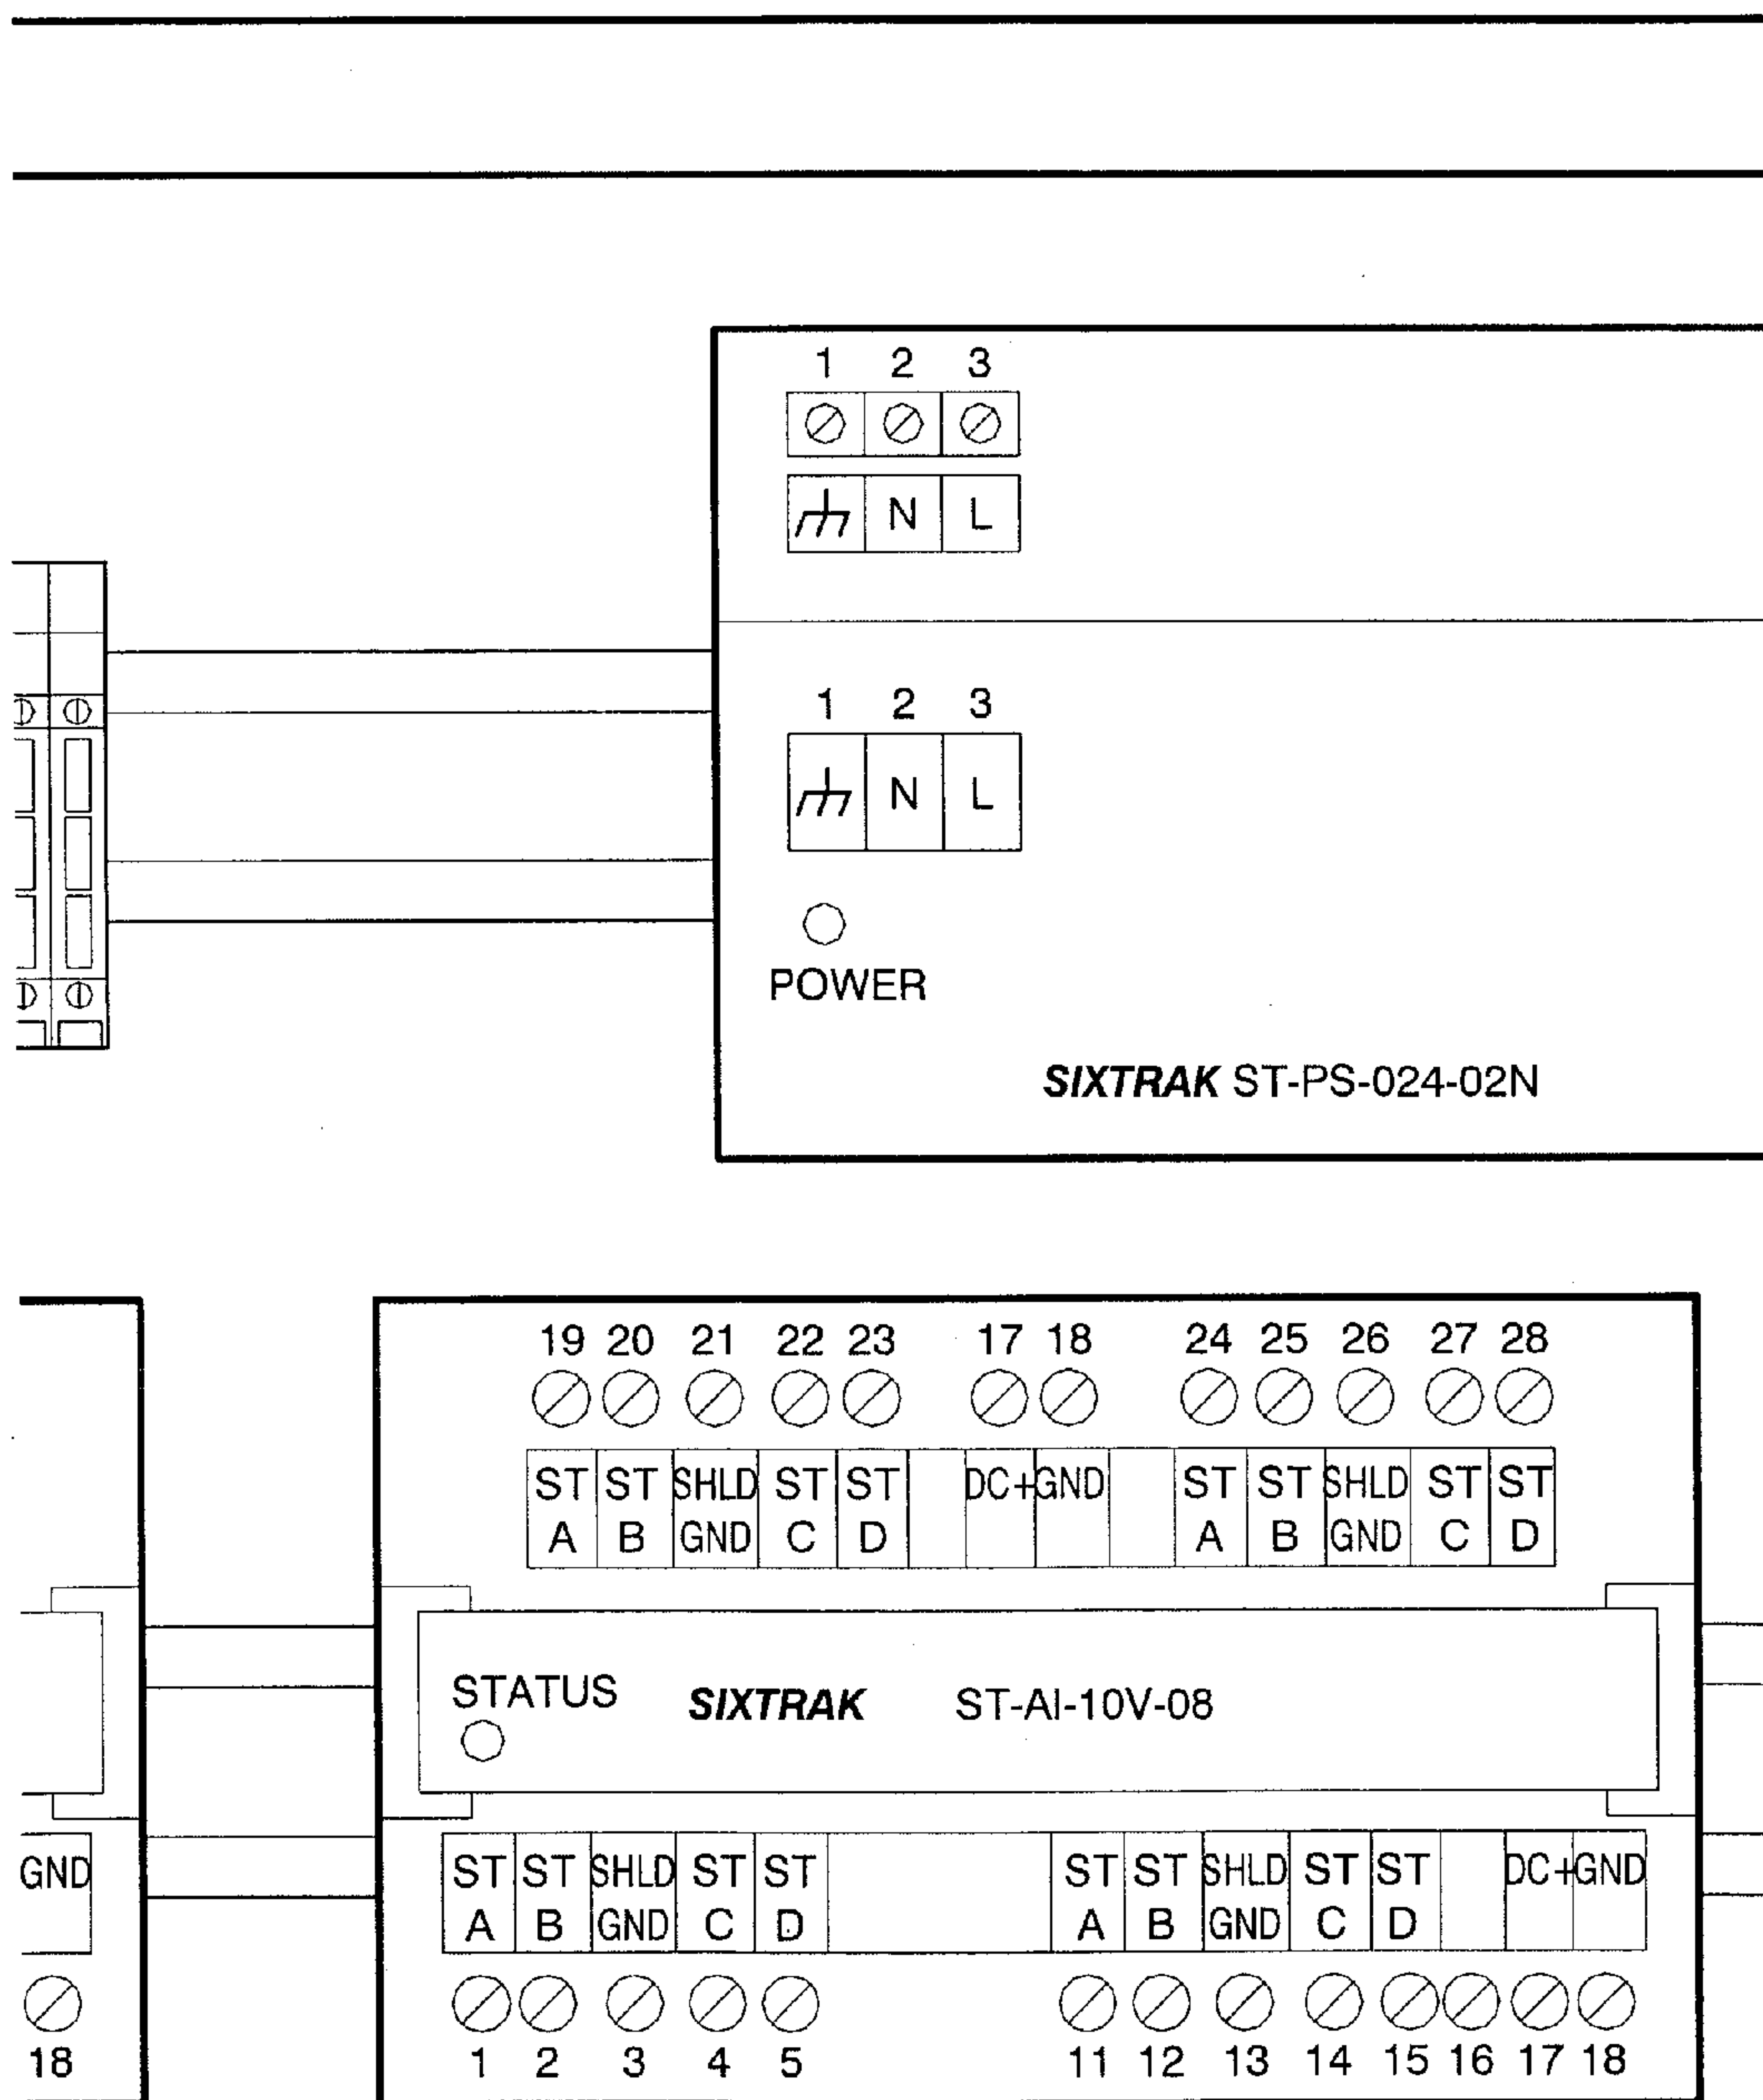 1 2 3
N L
1 2 3
N L
POWER
SIXTRAK ST-PS-024-02N
19 20 21 22 23 17 18 24 25 26 27 28
ST ST SHLD ST ST DC+ GND ST ST SHLD ST ST
A B GND C D A B GND C D
STATUS SIXTRAK ST-AI-10V-08
GND ST ST SHLD ST ST ST ST SHLD ST ST DC+ GND
A B GND C D A B GND C D
18 1 2 3 4 5 11 12 13 14 15 16 17 18